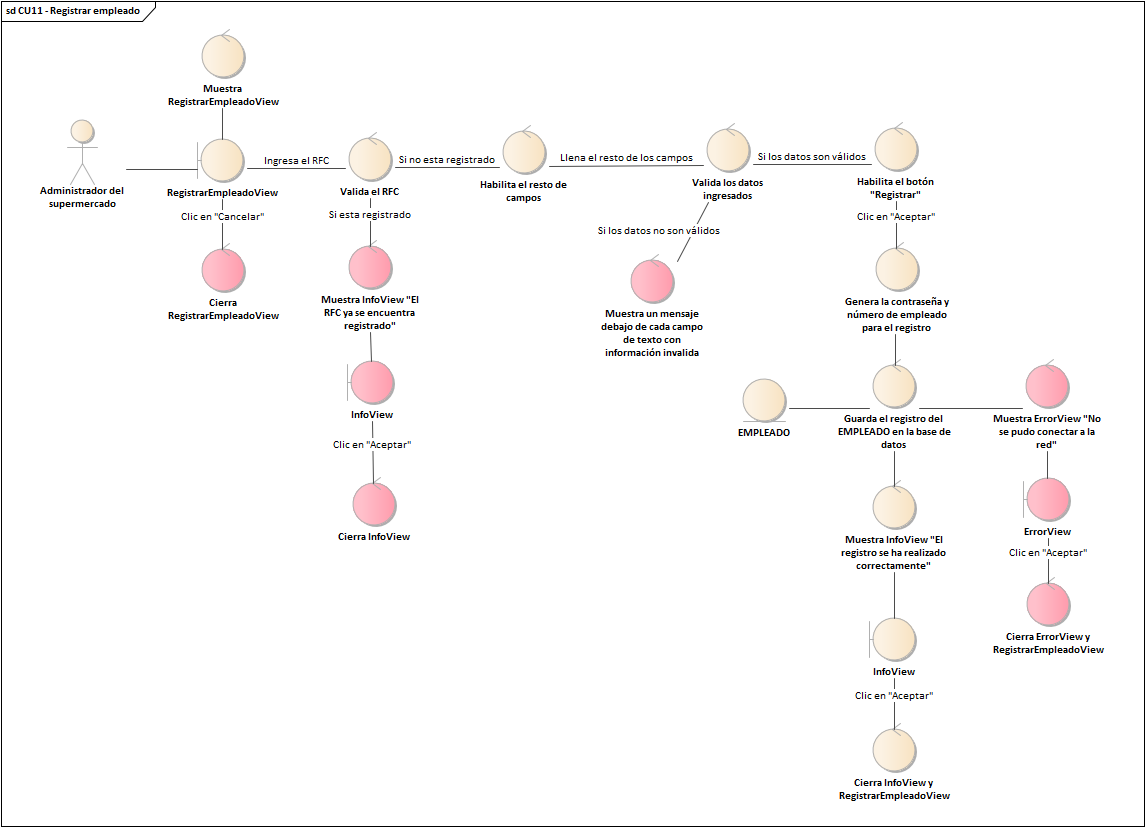 sd CU11 - Registrar empleado
Muestra
RegistrarEmpleadoView
Administrador del
supermercado
RegistrarEmpleadoView
Ingresa el RFC
Valida el RFC
Si no esta registrado
Habilita el resto de
campos
Llena el resto de los campos
Valida los datos
ingresados
Si los datos son válidos
Habilita el botón
"Registrar"
Clic en "Cancelar"
Cierra
RegistrarEmpleadoView
Si esta registrado
Muestra InfoView "El
RFC ya se encuentra
registrado"
InfoView
Clic en "Aceptar"
Cierra InfoView
Si los datos no son válidos
Muestra un mensaje
debajo de cada campo
de texto con
información invalida
Clic en "Aceptar"
Genera la contraseña y
número de empleado
para el registro
EMPLEADO
Guarda el registro del
EMPLEADO en la base de
datos
Muestra ErrorView "No
se pudo conectar a la
red"
ErrorView
Clic en "Aceptar"
Cierra ErrorView y
RegistrarEmpleadoView
Muestra InfoView "El
registro se ha realizado
correctamente"
InfoView
Clic en "Aceptar"
Cierra InfoView y
RegistrarEmpleadoView